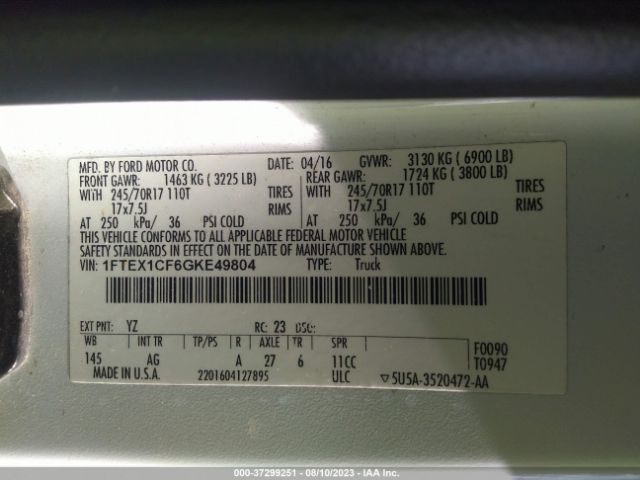 MFD. BY FORD MOTOR CO. DATE: 04/16 GVWR: 3130 KG ( 6900 LB)
FRONT GAWR: 1463 KG ( 3225 LB) REAR GAWR: 1724 KG ( 3800 LB)
WITH 245/70R17 110T TIRES WITH 245/70R17 110T TIRES
17x7.5J RIMS 17x7.5J RIMS
AT 250 kPa/ 36 PSI COLD AT 250 kPa/ 36 PSI COLD
THIS VEHICLE CONFORMS TO ALL APPLICABLE FEDERAL MOTOR VEHICLE
SAFETY STANDARDS IN EFFECT ON THE DATE OF MANUFACTURE SHOWN ABOVE.
VIN: 1FTEX1CF6GKE49804 TYPE: Truck
EXT PNT: YZ RC: 23 DSO:
WB INT TR TP/PS R AXLE TR SPR F0090
145 AG A 27 6 11CC T0947
MADE IN U.S.A. 2201604127895 ULC ▽5U5A-3520472-AA
000-37299251 - 08/10/2023 - IAA Inc.